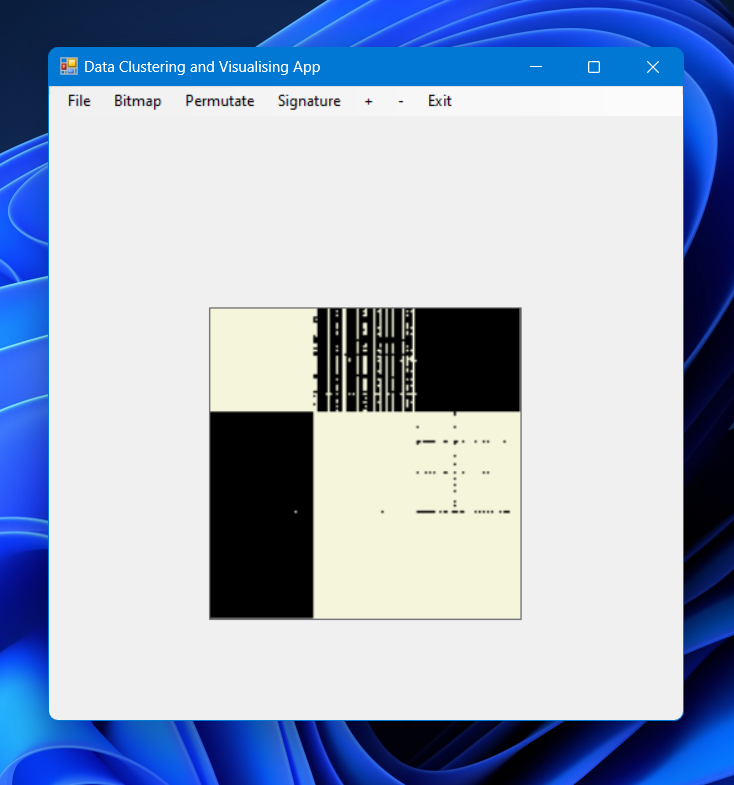 Data Clustering and Visualising App
File Bitmap Permutate Signature + - Exit